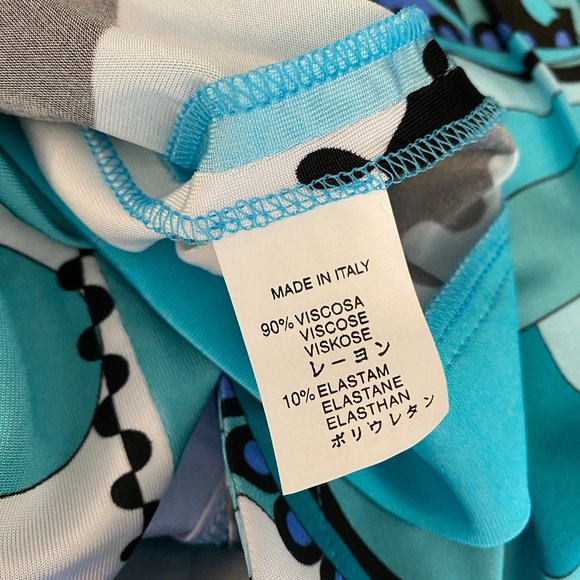 MADE IN ITALY
90% VISCOSA
VISCOSE
VISKOSE
レーヨン
10% ELASTAM
ELASTANE
ELASTHAN
ポリウレタン